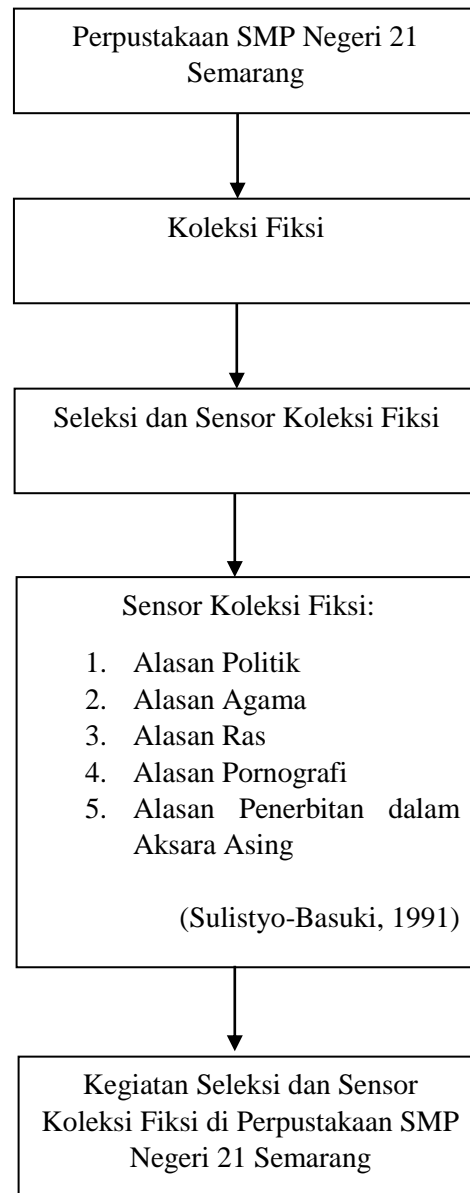 Perpustakaan SMP Negeri 21
Semarang
Koleksi Fiksi
Seleksi dan Sensor Koleksi Fiksi
Sensor Koleksi Fiksi:
1. Alasan Politik
2. Alasan Agama
3. Alasan Ras
4. Alasan Pornografi
5. Alasan Penerbitan dalam
Aksara Asing
(Sulistyo-Basuki, 1991)
Kegiatan Seleksi dan Sensor
Koleksi Fiksi di Perpustakaan SMP
Negeri 21 Semarang